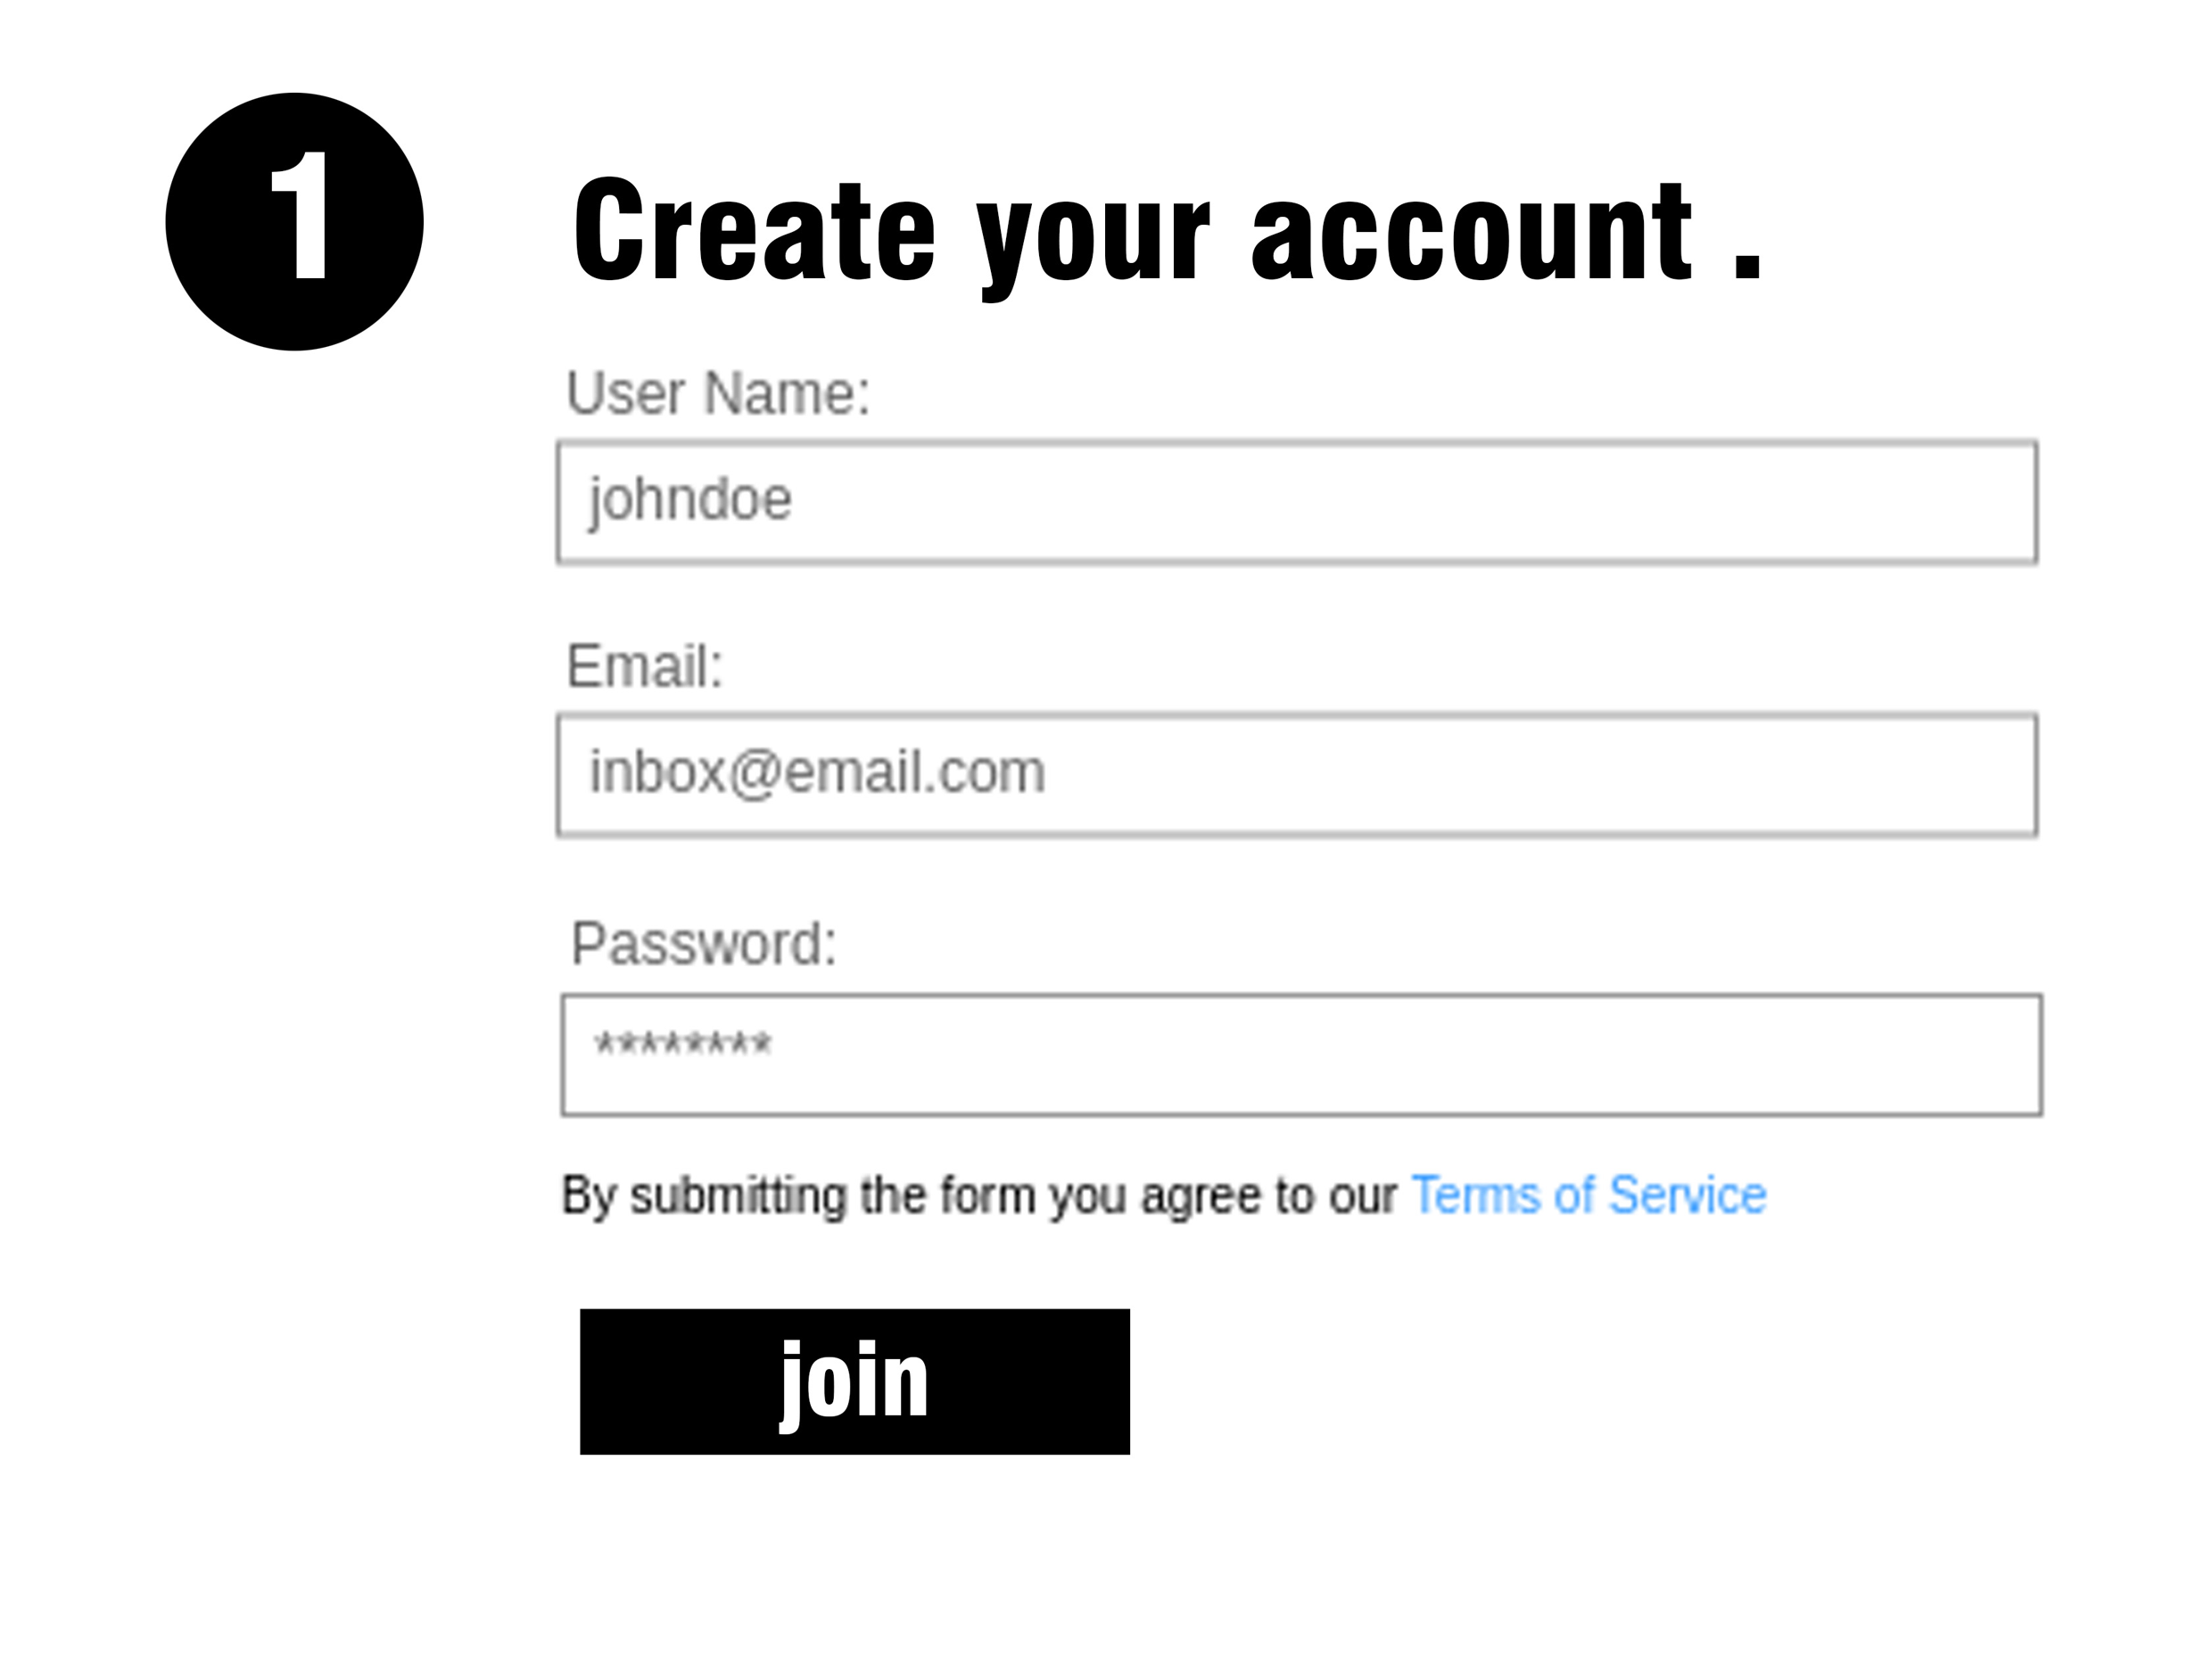 1
Create your account .
User Name:
johndoe
Email:
inbox@email.com
Password:
********
By submitting the form you agree to our Terms of Service
join